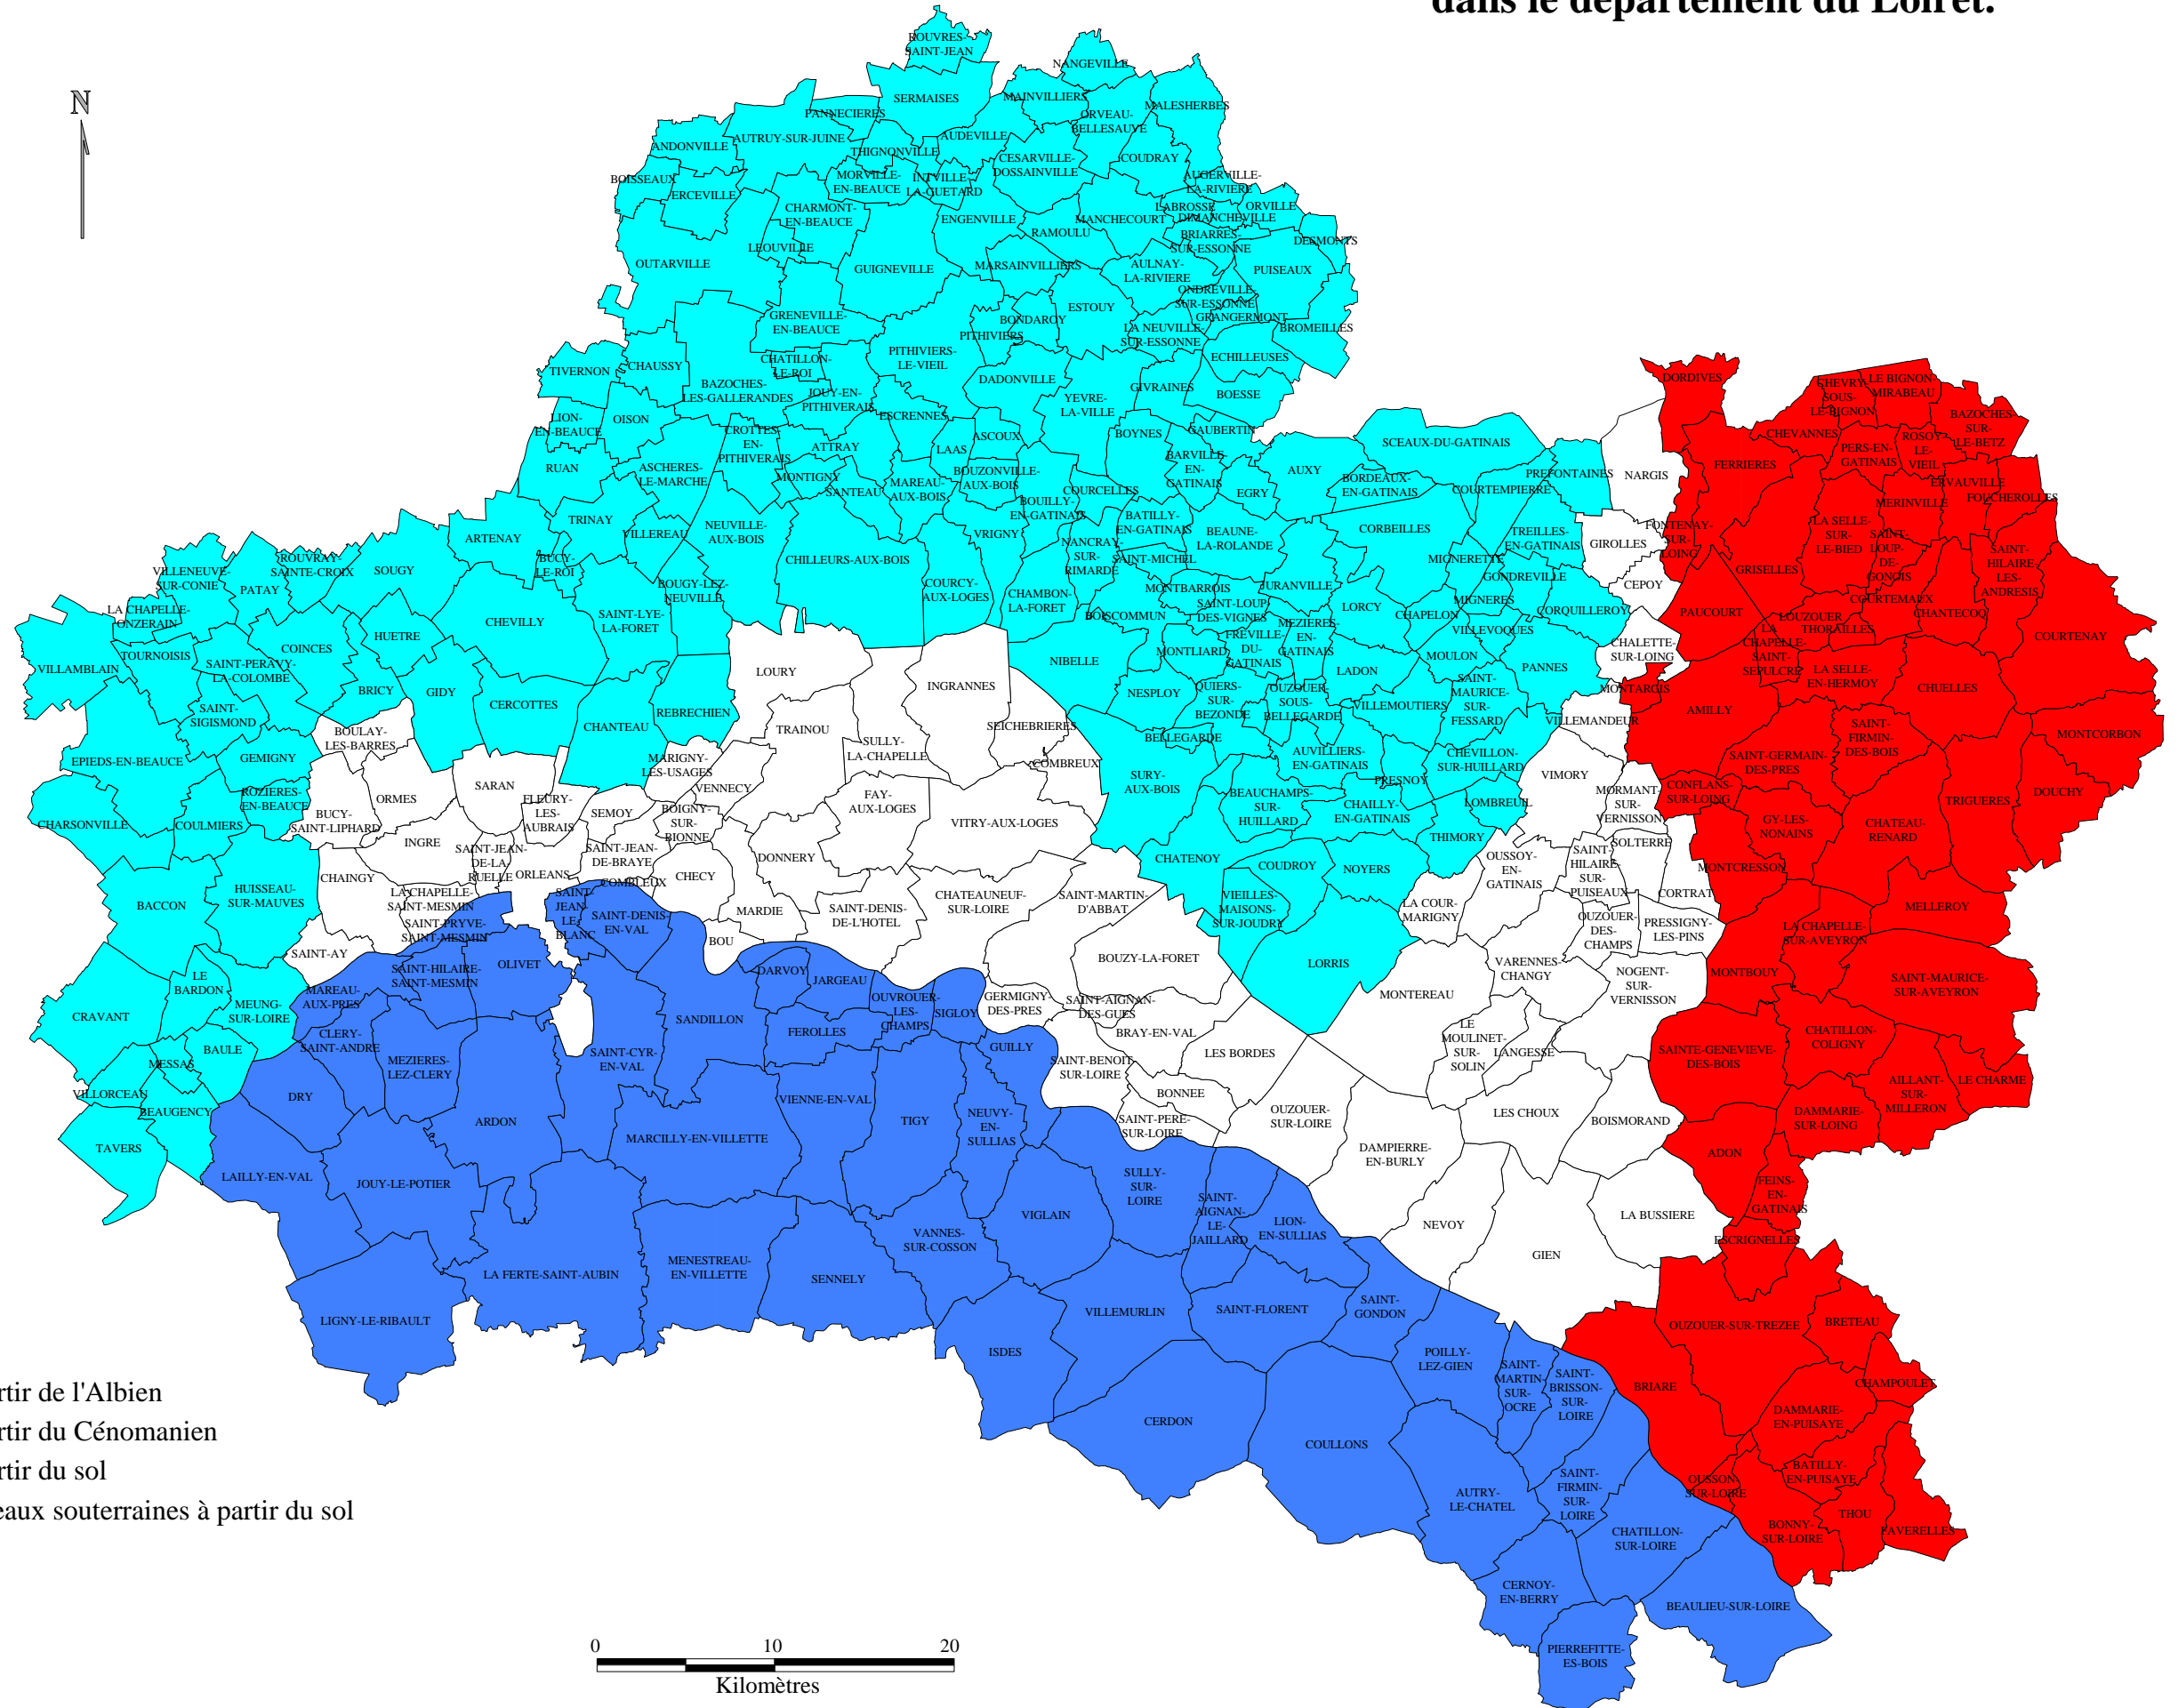 dans le département du Loiret.
N
ROUVRES-
SAINT-JEAN
NANGEVILLE
SERMAISES
MAINVILLIERS
MALESHERBES
PANNECIERES
ORVEAU-
BELLESAUVE
AUTRUY-SUR-JUINE
AUDEVILLE
ANDONVILLE
THIGNONVILLE
CESARVILLE-
DOSSAINVILLE
COUDRAY
BOISSEAUX
ERCEVILLE
MORVILLE-
EN-BEAUCE
INTVILLE-
LA-GUETARD
AUGERVILLE-
LA-RIVIERE
CHARMONT-
EN-BEAUCE
ENGENVILLE
MANCHECOURT
LABROSSE
ORVILLE
DIMANCHEVILLE
RAMOULU
BRIARRES-
SUR-ESSONNE
DESMONTS
LEOUVILLE
OUTARVILLE
GUIGNEVILLE
MARSAINVILLIERS
AULNAY-
LA-RIVIERE
PUISEAUX
ONDREVILLE-
SUR-ESSONNE
ESTOUY
GRANGERMONT
GRENEVILLE-
EN-BEAUCE
BONDAROY
PITHIVIERS
LA NEUVILLE-
SUR-ESSONNE
BROMEILLES
TIVERNON
CHAUSSY
CHATILLON-
LE-ROI
PITHIVIERS-
LE-VIEIL
ECHILLEUSES
DADONVILLE
GIVRAINES
BOESSE
BAZOCHES-
LES-GALLERANDES
JOUY-EN-
PITHIVERAIS
YEVRE-
LA-VILLE
ESCRENNES
LION-
EN-BEAUCE
OISON
CROTTES-
EN-
PITHIVERAIS
ATTRAY
LAAS
ASCOUX
BOYNES
GAUBERTIN
SCEAUX-DU-GATINAIS
RUAN
ASCHERES-
LE-MARCHE
MONTIGNY
SANTEAU
MAREAU-
AUX-BOIS
BOUZONVILLE-
AUX-BOIS
BARVILLE-
EN-
GATINAIS
EGRY
AUXY
BORDEAUX-
EN-GATINAIS
COURTEMPIERRE
PREFONTAINES
NARGIS
DORDIVES
CHEVRY-
SOUS-
LE-BIGNON
LE BIGNON-
MIRABEAU
BAZOCHES-
SUR-
LE-BETZ
CHEVANNES
PERS-EN-
GATINAIS
ROSOY-
LE-
VIEIL
FERRIERES
ERVAUVILLE
FOUCHEROLLES
MERINVILLE
BOUILLY-
EN-GATINAIS
COURCELLES
BATILLY-
EN-GATINAIS
BEAUNE-
LA-ROLANDE
CORBEILLES
TREILLES-
EN-GATINAIS
GIROLLES
FONTENAY-
SUR-
LOING
LA SELLE-
SUR-
LE-BIED
SAINT-
LOUP-
DE-
GONOIS
SAINT-
HILAIRE-
LES-
ANDRESIS
TRINAY
VILLEREAU
NEUVILLE-
AUX-BOIS
VRIGNY
NANCRAY-
SUR-
RIMARDE
SAINT-MICHEL
MIGNERETTE
GONDREVILLE
CEPOY
GRISELLES
ARTENAY
BUCY-
LE-ROI
CHILLEURS-AUX-BOIS
COURCY-
AUX-LOGES
CHAMBON-
LA-FORET
MONTBARROIS
JURANVILLE
LORCY
MIGNERES
CORQUILLEROY
PAUCOURT
LOUZOUER
COURTEMAUX
CHANTECOQ
THORAILLES
COURTENAY
VILLENEUVE-
SUR-CONIE
ROUVRAY-
SAINTE-CROIX
SOUGY
PATAY
BOUGY-LEZ-
NEUVILLE
BOISCOMMUN
SAINT-LOUP-
DES-VIGNES
MEZIERES-
EN-
GATINAIS
CHAPELON
VILLEVOQUES
LA CHAPELLE-
ONZERAIN
HUETRE
CHEVILLY
SAINT-LYE-
LA-FORET
FREVILLE-
DU-
GATINAIS
MONTLIARD
MOULON
CHALETTE-
SUR-LOING
LA
CHAPELLE-
SAINT-
SEPULCRE
LA SELLE-
EN-HERMOY
CHUELLES
VILLAMBLAIN
TOURNOISIS
COINCES
SAINT-PERAVY-
LA-COLOMBE
BRICY
GIDY
CERCOTTES
CHANTEAU
REBRECHIEN
LOURY
INGRANNES
NIBELLE
NESPLOY
QUIERS-
SUR-
BEZONDE
OUZOUER-
SOUS-
BELLEGARDE
LADON
VILLEMOUTIERS
SAINT-
MAURICE-
SUR-
FESSARD
PANNES
MONTARGIS
AMILLY
VILLEMANDEUR
SAINT-
FIRMIN-
DES-BOIS
MONTCORBON
SAINT-
SIGISMOND
BOULAY-
LES-BARRES
TRAINOU
SULLY-
LA-CHAPELLE
SEICHEBRIERES
COMBREUX
BELLEGARDE
AUVILLIERS-
EN-GATINAIS
CHEVILLON-
SUR-HUILLARD
SAINT-GERMAIN-
DES-PRES
EPIEDS-EN-BEAUCE
GEMIGNY
MARIGNY-
LES-USAGES
VENNECY
SURY-
AUX-BOIS
PRESNOY
VIMORY
CONFLANS-
SUR-LOING
TRIGUERES
DOUCHY
ROZIERES-
EN-BEAUCE
ORMES
SARAN
FLEURY-
LES-
AUBRAIS
SEMOY
BOIGNY-
SUR-
BIONNE
FAY-
AUX-LOGES
VITRY-AUX-LOGES
BEAUCHAMPS-
SUR-
HUILLARD
CHAILLY-
EN-GATINAIS
LOMBREUIL
MORMANT-
SUR-
VERNISSON
GY-LES-
NONAINS
CHATEAU-
RENARD
CHARSONVILLE
COULMIERS
BUCY-
SAINT-LIPHARD
INGRE
SAINT-JEAN-
DE-LA-
RUELLE
ORLEANS
SAINT-JEAN-
DE-BRAYE
COMBLEUX
CHECY
DONNERY
CHATENOY
COUDROY
NOYERS
THIMORY
OUSSOY-
EN-
GATINAIS
SAINT-
HILAIRE-
SUR-
PUISEAUX
SOLTERRE
CORTRAT
MONTCRESSON
BACCON
HUISSEAU-
SUR-MAUVES
CHAINGY
LA CHAPELLE-
SAINT-MESMIN
SAINT-PRYVE-
SAINT-MESMIN
SAINT-
JEAN-
LE-
BLANC
SAINT-DENIS-
EN-VAL
MARDIE
BOU
SAINT-DENIS-
DE-L'HOTEL
CHATEAUNEUF-
SUR-LOIRE
SAINT-MARTIN-
D'ABBAT
VIEILLES-
MAISONS-
SUR-JOUDRY
LA COUR-
MARIGNY
OUZOUER-
DES-
CHAMPS
PRESSIGNY-
LES-PINS
MELLEROY
LA CHAPELLE-
SUR-AVEYRON
SAINT-AY
LE
BARDON
OLIVET
SAINT-HILAIRE-
SAINT-MESMIN
MAREAU-
AUX-PRES
DARVOY
JARGEAU
BOUZY-LA-FORET
LORRIS
VARENNES-
CHANGY
NOGENT-
SUR-
VERNISSON
MONTBOUY
SAINT-MAURICE-
SUR-AVEYRON
CRAVANT
MEUNG-
SUR-LOIRE
CLERY-
SAINT-ANDRE
SANDILLON
FEROLLES
OUVROUER-
LES-
CHAMPS
SIGLOY
GERMIGNY-
DES-PRES
SAINT-AIGNAN-
DES-GUES
MONTEREAU
BRAY-EN-VAL
LE
MOULINET-
SUR-
SOLIN
LANGESSE
SAINTE-GENEVIEVE-
DES-BOIS
CHATILLON-
COLIGNY
BAULE
MESSAS
MEZIERES-
LEZ-CLERY
SAINT-CYR-
EN-VAL
GUILLY
SAINT-BENOIT-
SUR-LOIRE
LES BORDES
AILLANT-
SUR-
MILLERON
LE CHARME
VILLORCEAU
BEAUGENCY
DRY
ARDON
VIENNE-EN-VAL
TIGY
NEUVY-
EN-
SULLIAS
BONNEE
SAINT-PERE-
SUR-LOIRE
OUZOUER-
SUR-LOIRE
LES CHOUX
BOISMORAND
DAMMARIE-
SUR-LOING
TAVERS
MARCILLY-EN-VILLETTE
DAMPIERRE-
EN-BURLY
ADON
LAILLY-EN-VAL
JOUY-LE-POTIER
SULLY-
SUR-
LOIRE
SAINT-
AIGNAN-
LE-
JAILLARD
LION-
EN-SULLIAS
NEVOY
LA BUSSIERE
FEINS-
EN-
GATINAIS
VIGLAIN
VANNES-
SUR-COSSON
GIEN
ESCRIGNELLES
LA FERTE-SAINT-AUBIN
MENESTREAU-
EN-VILLETTE
SENNELY
LIGNY-LE-RIBAULT
VILLEMURLIN
SAINT-FLORENT
SAINT-
GONDON
OUZOUER-SUR-TREZEE
BRETEAU
ISDES
POILLY-
LEZ-GIEN
SAINT-
MARTIN-
SUR-
OCRE
SAINT-
BRISSON-
SUR-
LOIRE
BRIARE
CHAMPOULET
rtir de l'Albien
CERDON
DAMMARIE-
EN-PUISAYE
rtir du Cénomanien
COULLONS
rtir du sol
AUTRY-
LE-CHATEL
SAINT-
FIRMIN-
SUR-
LOIRE
OUSSON-
SUR-LOIRE
BATILLY-
EN-PUISAYE
eaux souterraines à partir du sol
CHATILLON-
SUR-LOIRE
BONNY-
SUR-LOIRE
THOU
FAVERELLES
CERNOY-
EN-BERRY
BEAULIEU-SUR-LOIRE
PIERREFITTE-
ES-BOIS
0 10 20
Kilomètres